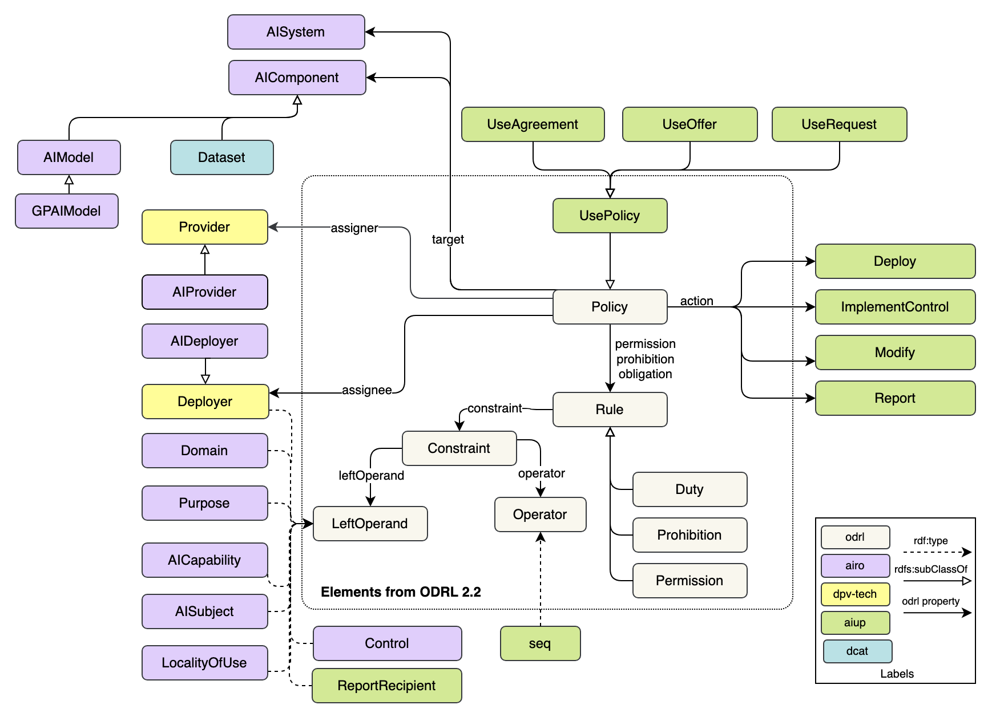 AISystem
AIComponent
UseAgreement
UseOffer
UseRequest
AIModel
Dataset
GPAIModel
UsePolicy
Provider
assigner
target
Deploy
AIProvider
Policy
action
ImplementControl
AIDeployer
permission
prohibition
obligation
Modify
Deployer
assignee
Rule
Report
constraint
Domain
Constraint
leftOperand
operator
Duty
Purpose
LeftOperand
Operator
Prohibition
AICapability
Permission
Elements from ODRL 2.2
AISubject
Control
seq
LocalityOfUse
ReportRecipient
odrl
rdf:type
airo
rdfs:subClassOf
dpv-tech
odrl property
aiup
dcat
Labels